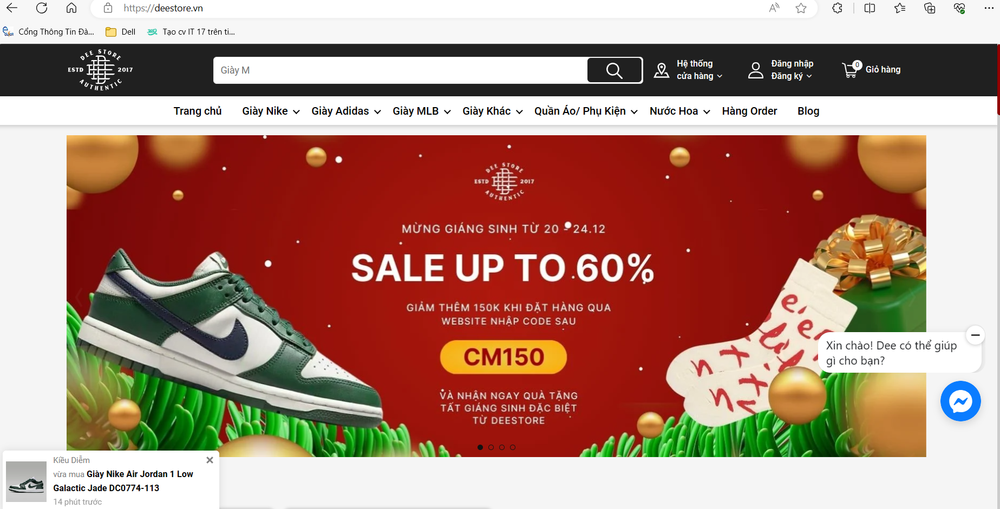 https://deestore.vn
Cổng Thông Tin Đà...
Dell
Tạo cv IT 17 trên ti...
DEE STORE
ESTD 2017
AUTHENTIC
Giày M
Hệ thống
cửa hàng
Đăng nhập
Đăng ký
0
Giỏ hàng
Trang chủ
Giày Nike
Giày Adidas
Giày MLB
Giày Khác
Quần Áo/ Phụ Kiện
Nước Hoa
Hàng Order
Blog
DEE STORE
ESTD 2017
AUTHENTIC
MỪNG GIÁNG SINH TỪ 20 - 24.12
SALE UP TO 60%
GIẢM THÊM 150K KHI ĐẶT HÀNG QUA
WEBSITE NHẬP CODE SAU
CM150
VÀ NHẬN NGAY QUÀ TẶNG
TẤT GIÁNG SINH ĐẶC BIỆT
TỪ DEESTORE
Xin chào! Dee có thể giúp
gì cho bạn?
Kiều Diễm
vừa mua Giày Nike Air Jordan 1 Low
Galactic Jade DC0774-113
14 phút trước